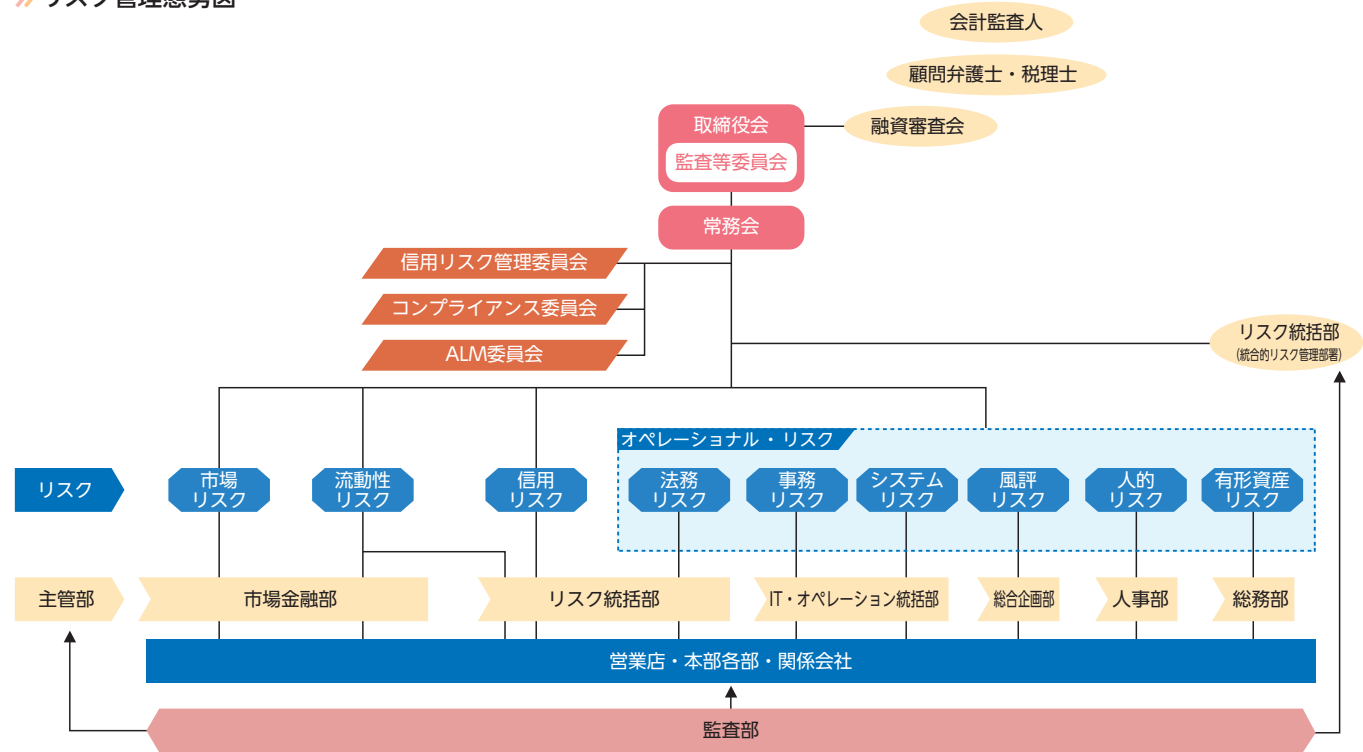 リスク管理態勢図
会計監査人
顧問弁護士・税理士
取締役会
融資審査会
監査等委員会
常務会
信用リスク管理委員会
コンプライアンス委員会
ALM委員会
リスク統括部
(統合的リスク管理部署)
オペレーショナル・リスク
リスク
市場
リスク
流動性
リスク
信用
リスク
法務
リスク
事務
リスク
システム
リスク
風評
リスク
人的
リスク
有形資産
リスク
主管部
市場金融部
リスク統括部
IT・オペレーション統括部
総合企画部
人事部
総務部
営業店・本部各部・関係会社
監査部